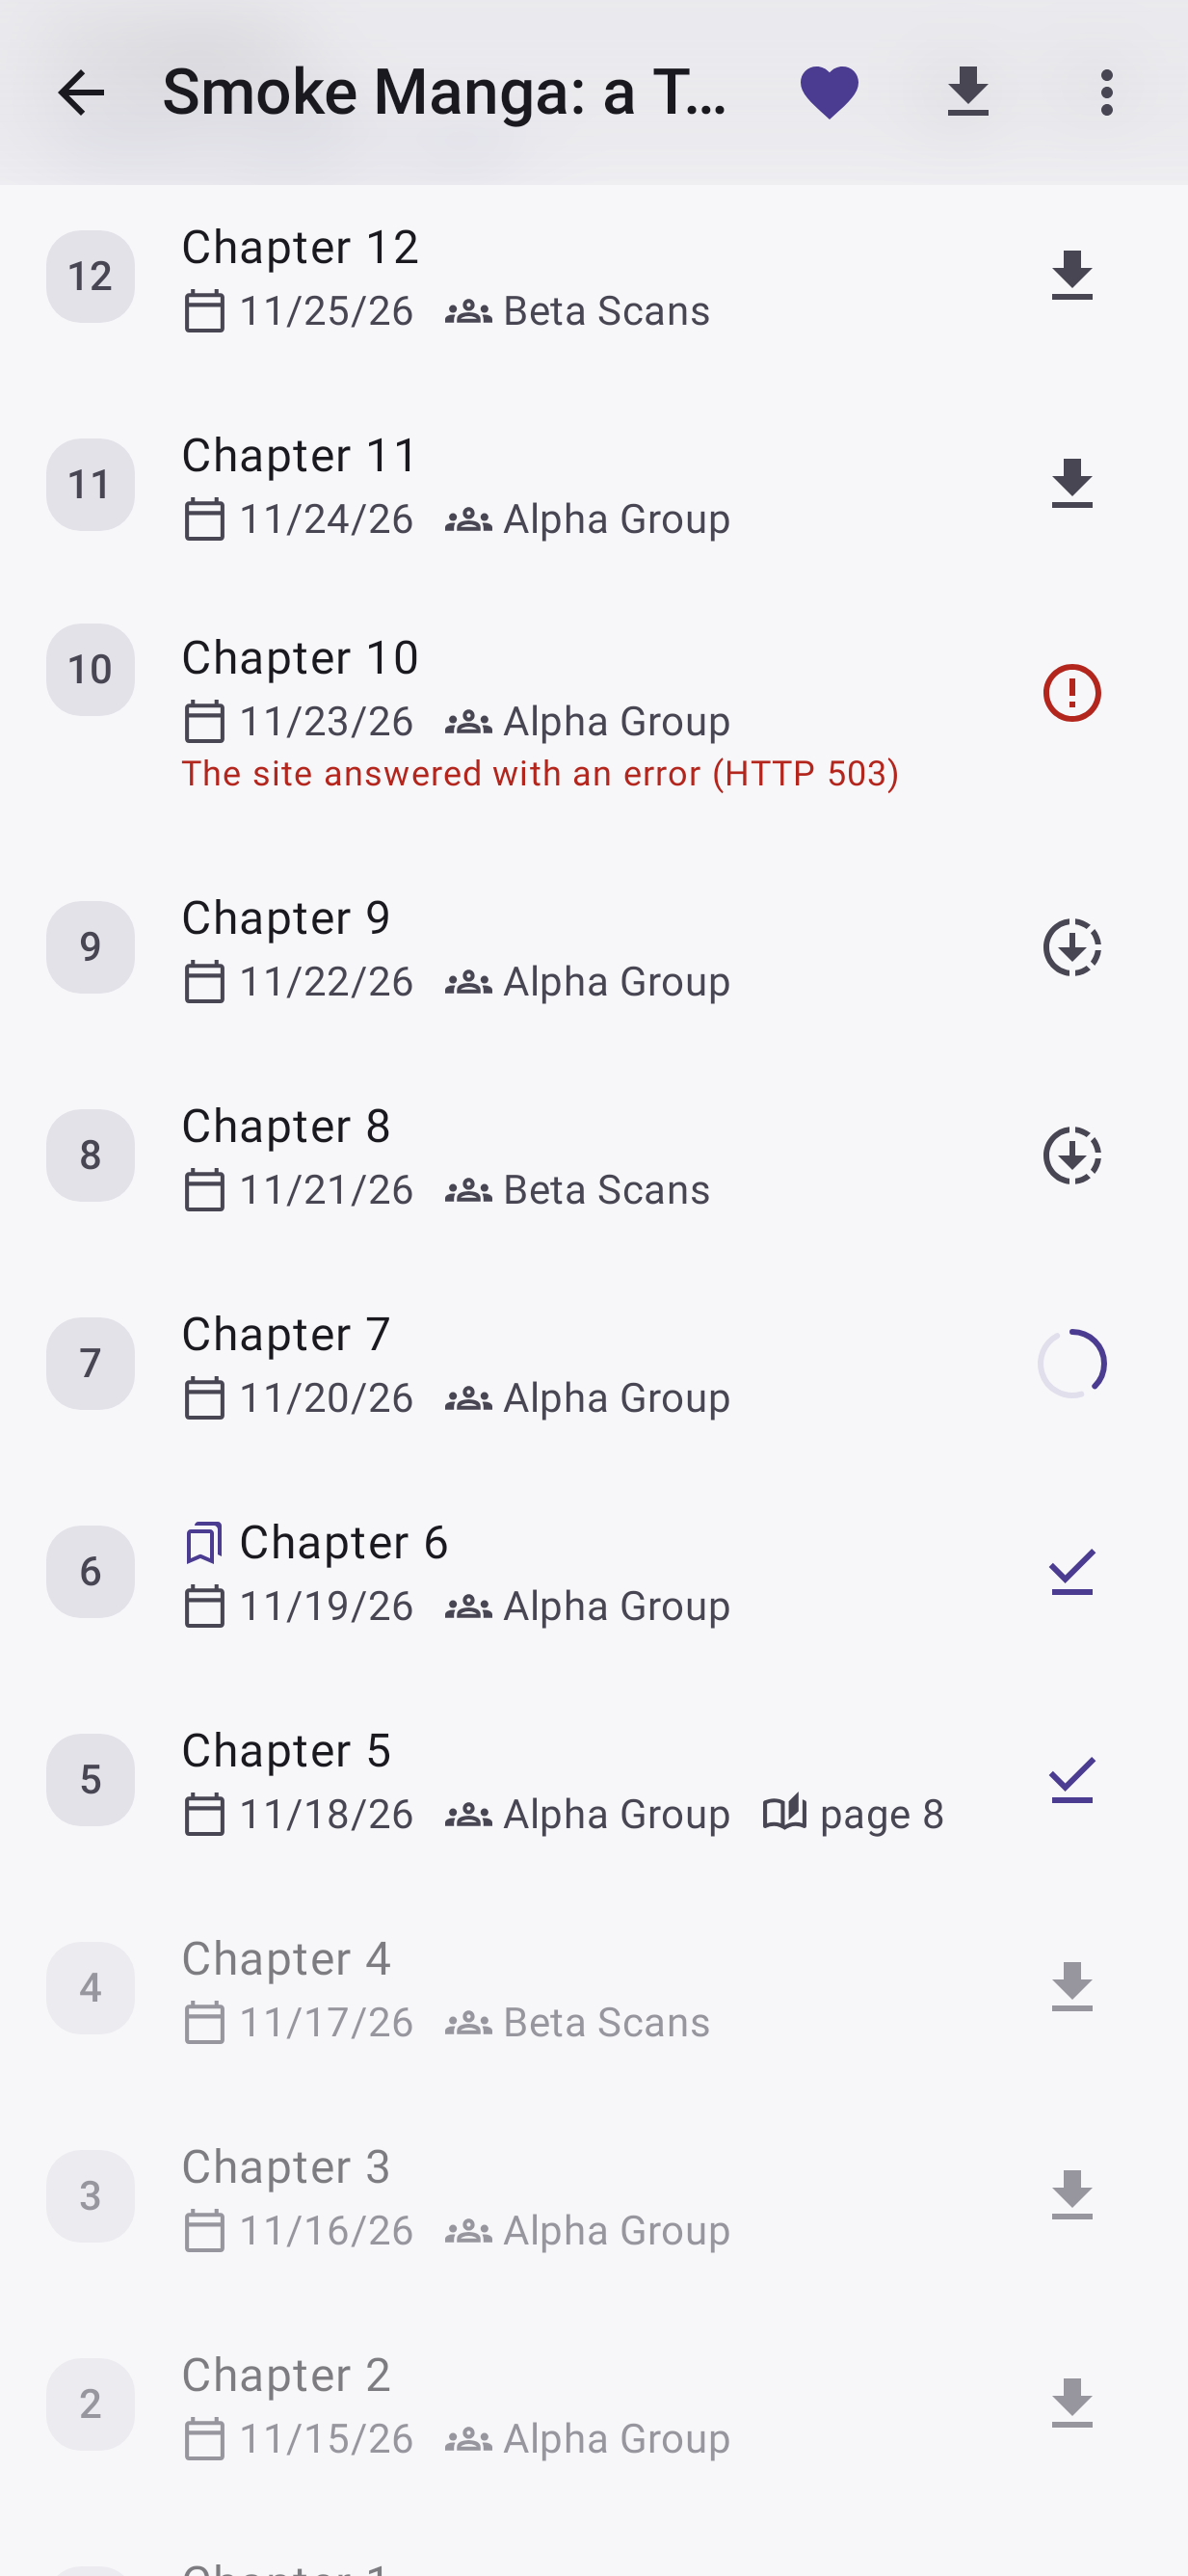 Smoke Manga: a T…
12
Chapter 12
11/25/26 Beta Scans
11
Chapter 11
11/24/26 Alpha Group
10
Chapter 10
11/23/26 Alpha Group
The site answered with an error (HTTP 503)
9
Chapter 9
11/22/26 Alpha Group
8
Chapter 8
11/21/26 Beta Scans
7
Chapter 7
11/20/26 Alpha Group
6
Chapter 6
11/19/26 Alpha Group
5
Chapter 5
11/18/26 Alpha Group page 8
4
Chapter 4
11/17/26 Beta Scans
3
Chapter 3
11/16/26 Alpha Group
2
Chapter 2
11/15/26 Alpha Group
Chapter 1